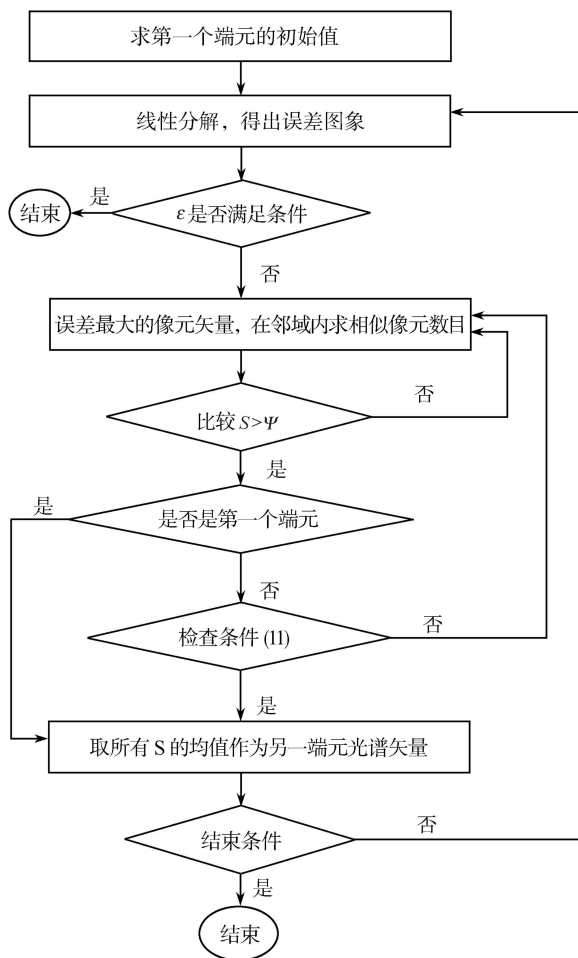 求第一个端元的初始值
线性分解，得出误差图象
是
结束
ε是否满足条件
否
误差最大的像元矢量，在邻域内求相似像元数目
否
比较 S>Ψ
是
是
是否是第一个端元
否
检查条件 (11)
否
是
取所有 S 的均值作为另一端元光谱矢量
否
结束条件
是
结束